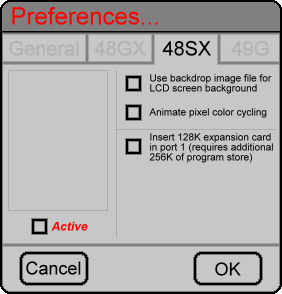 Preferences...
General 48GX 48SX 49G
Use backdrop image file for
LCD screen background
Animate pixel color cycling
Insert 128K expansion card
in port 1 (requires additional
256K of program store)
Active
Cancel OK